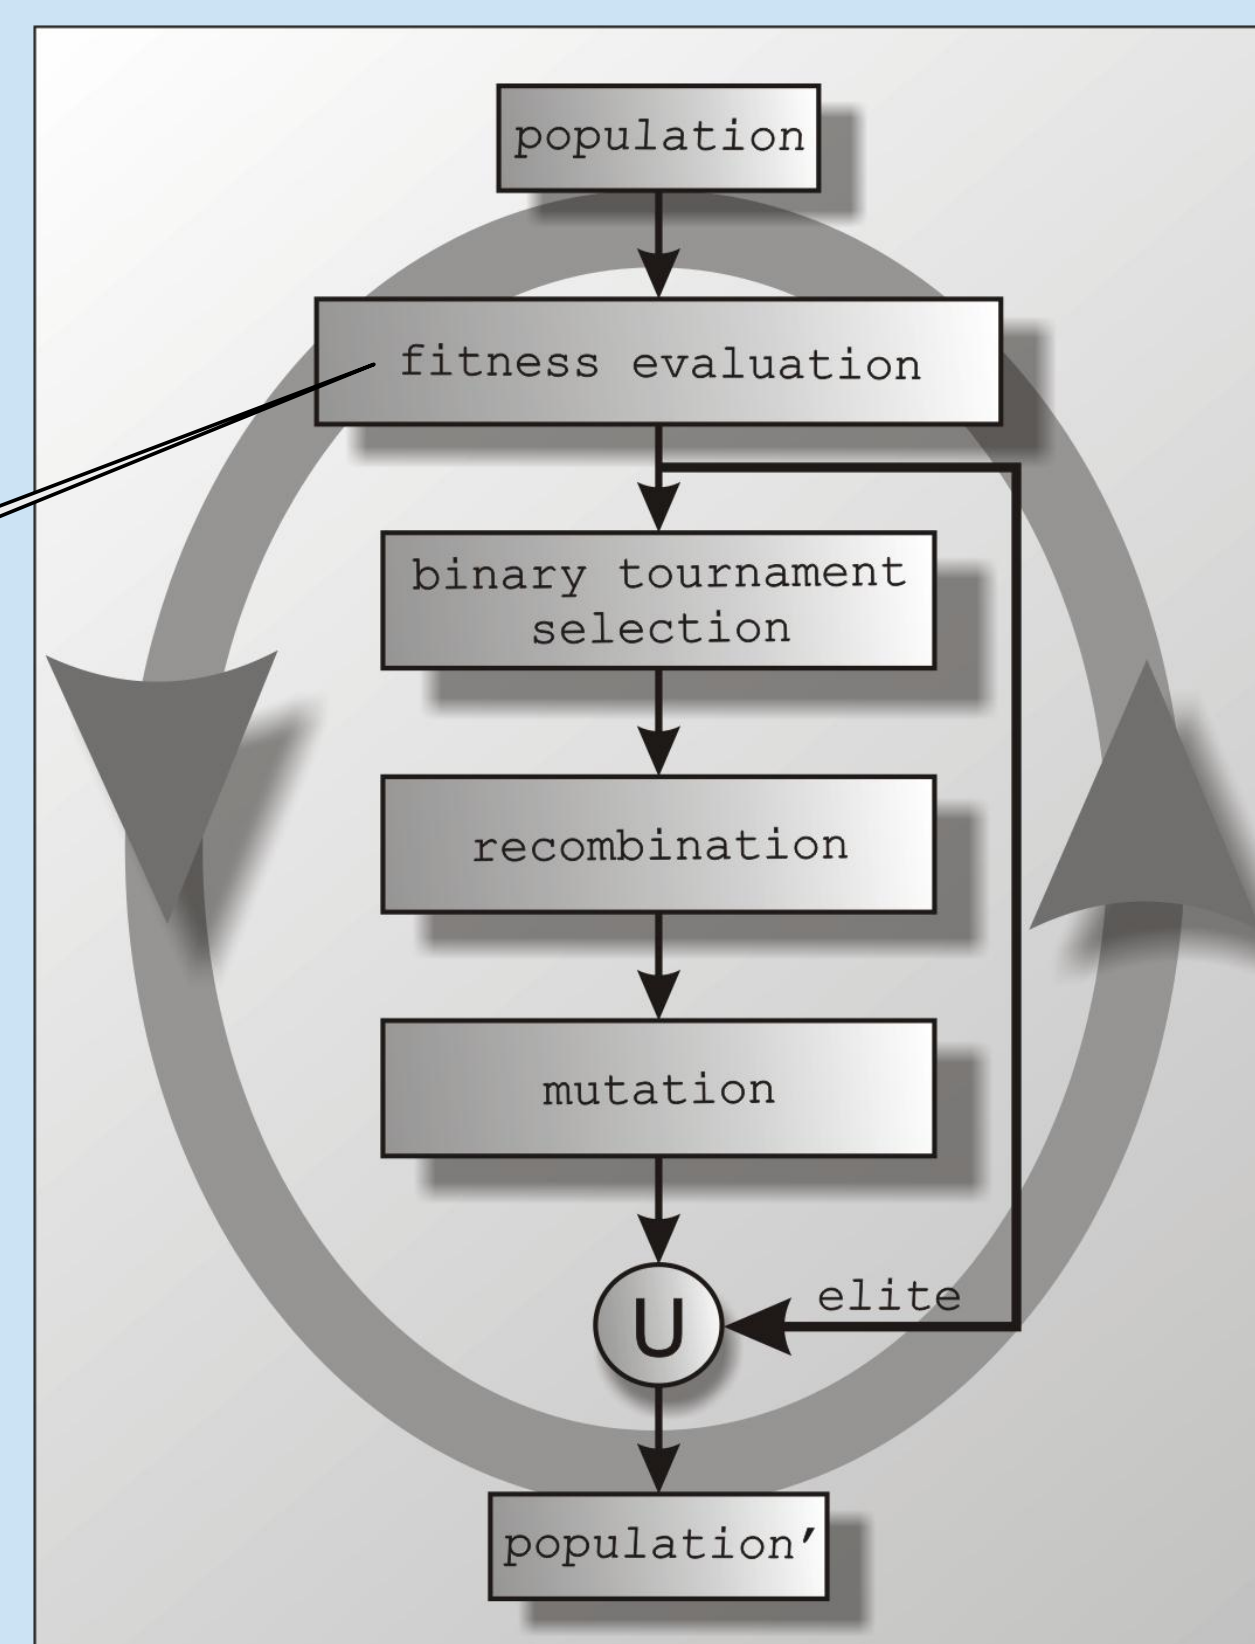 population
fitness evaluation
binary tournament
selection
recombination
mutation
elite
U
population'